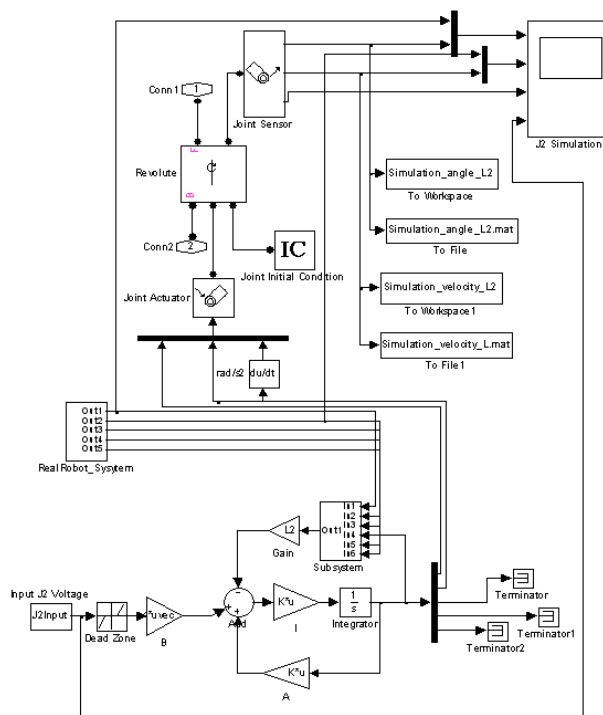 Conn1
1
Joint Sensor
J2 Simulation
Revolute
F
B
Conn2
2
IC
Joint Initial Condition
Joint Actuator
Simulation_angle_L2
To Workspace
Simulation_angle_L2.mat
To File
Simulation_velocity_L2
To Workspace1
Simulation_velocity_L.mat
To File1
rad/s2
du/dt
Out1
Out2
Out3
Out4
Out5
RealRobot_Sysytem
L2
Gain
Out1
In1
In2
In3
In4
In5
In6
Subsystem
Input J2 Voltage
J2Input
Dead Zone
B
Add
K*u
I
1
s
Integrator
K*u
A
Terminator
Terminator1
Terminator2